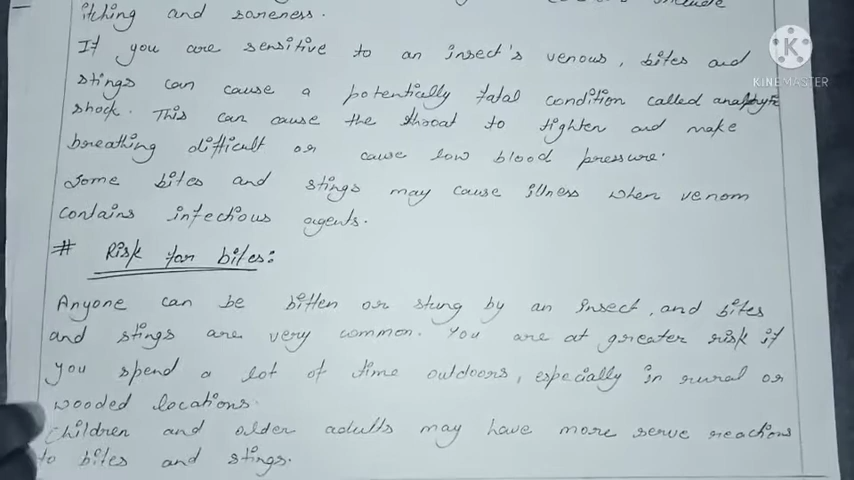 include
itching and soreness.
If you are sensitive to an insect's venous, bites and
stings can cause a potentially fatal condition called
shock. This can cause the throat to tighten and make
breathing difficult or cause low blood pressure.
Some bites and stings may cause illness when venom
contains infectious agents.
# Risk for bites:
Anyone can be bitten or stung by an insect, and bites
and stings are very common. You are at greater risk if
you spend a lot of time outdoors, especially in rural or
wooded locations.
Children and older adults may have more serve reactions
to bites and stings.
K
KINEMASTER